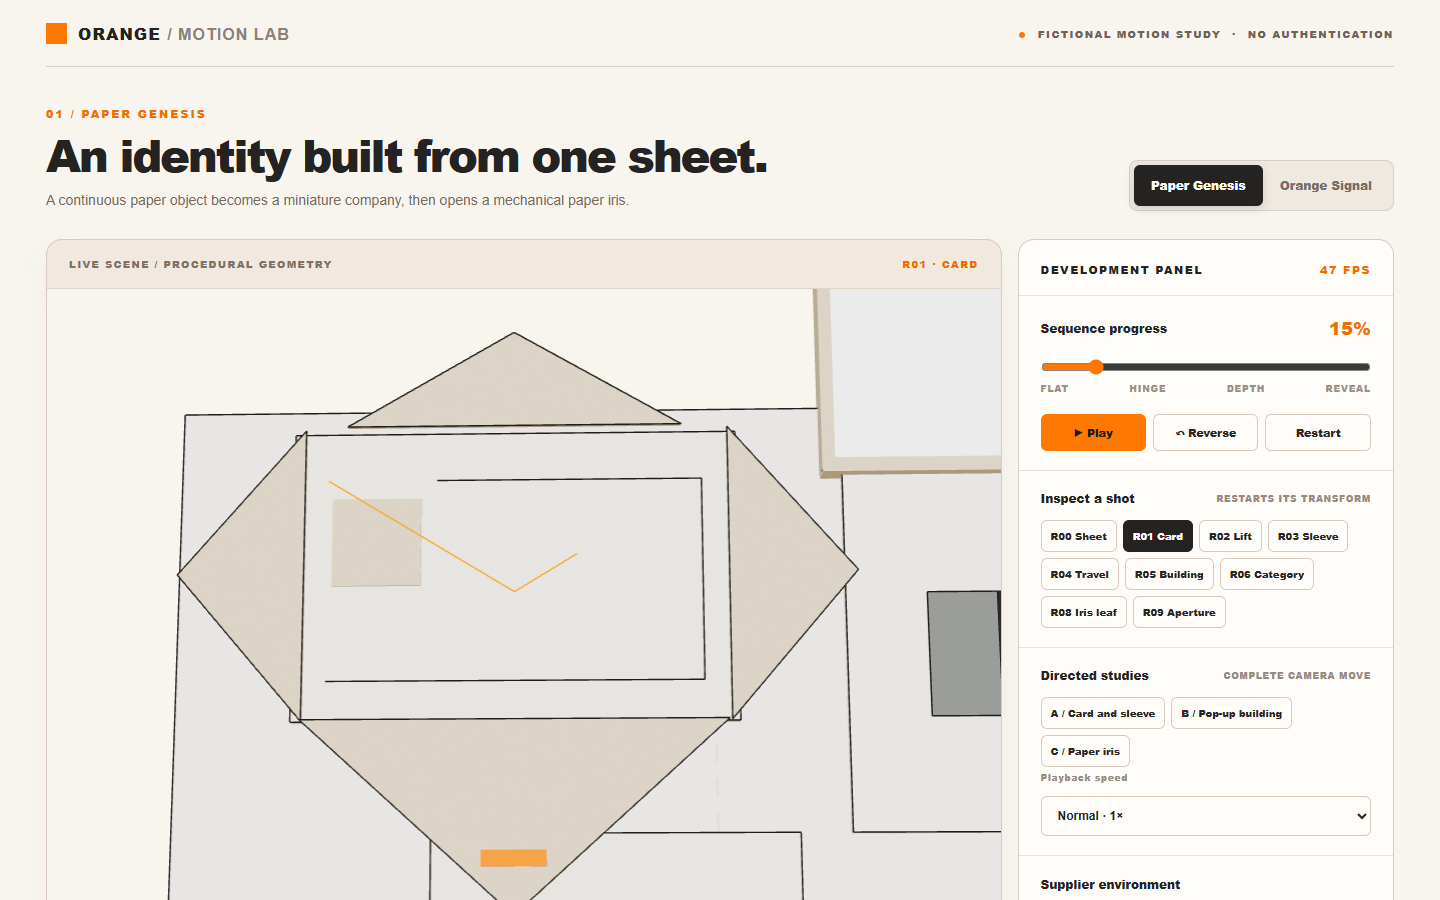 ORANGE / MOTION LAB
FICTIONAL MOTION STUDY · NO AUTHENTICATION
01 / PAPER GENESIS
An identity built from one sheet.
A continuous paper object becomes a miniature company, then opens a mechanical paper iris.
Paper Genesis
Orange Signal
LIVE SCENE / PROCEDURAL GEOMETRY
R01 · CARD
DEVELOPMENT PANEL
47 FPS
Sequence progress
15%
FLAT HINGE DEPTH REVEAL
▶ Play
↶ Reverse
Restart
Inspect a shot
RESTARTS ITS TRANSFORM
R00 Sheet
R01 Card
R02 Lift
R03 Sleeve
R04 Travel
R05 Building
R06 Category
R08 Iris leaf
R09 Aperture
Directed studies
COMPLETE CAMERA MOVE
A / Card and sleeve
B / Pop-up building
C / Paper iris
Playback speed
Normal · 1×
Supplier environment